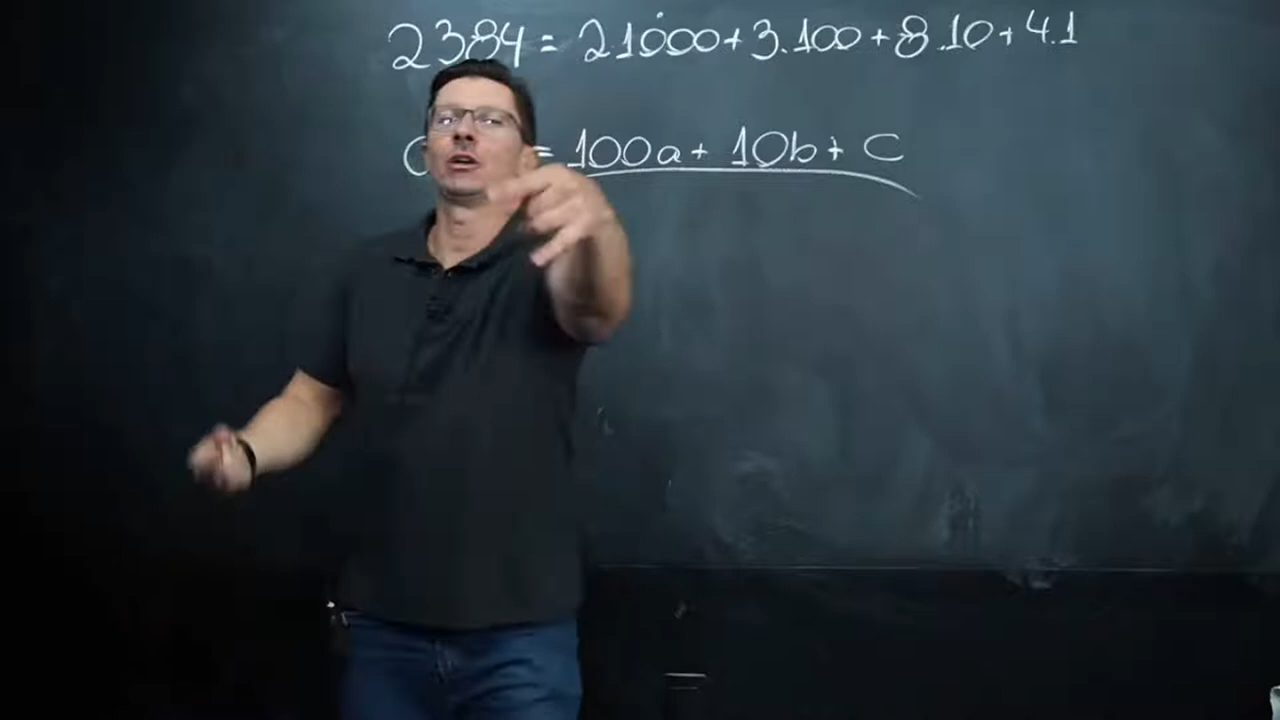 2384 = 2.1000 + 3.100 + 8.10 + 4.1
= 100a + 10b + c